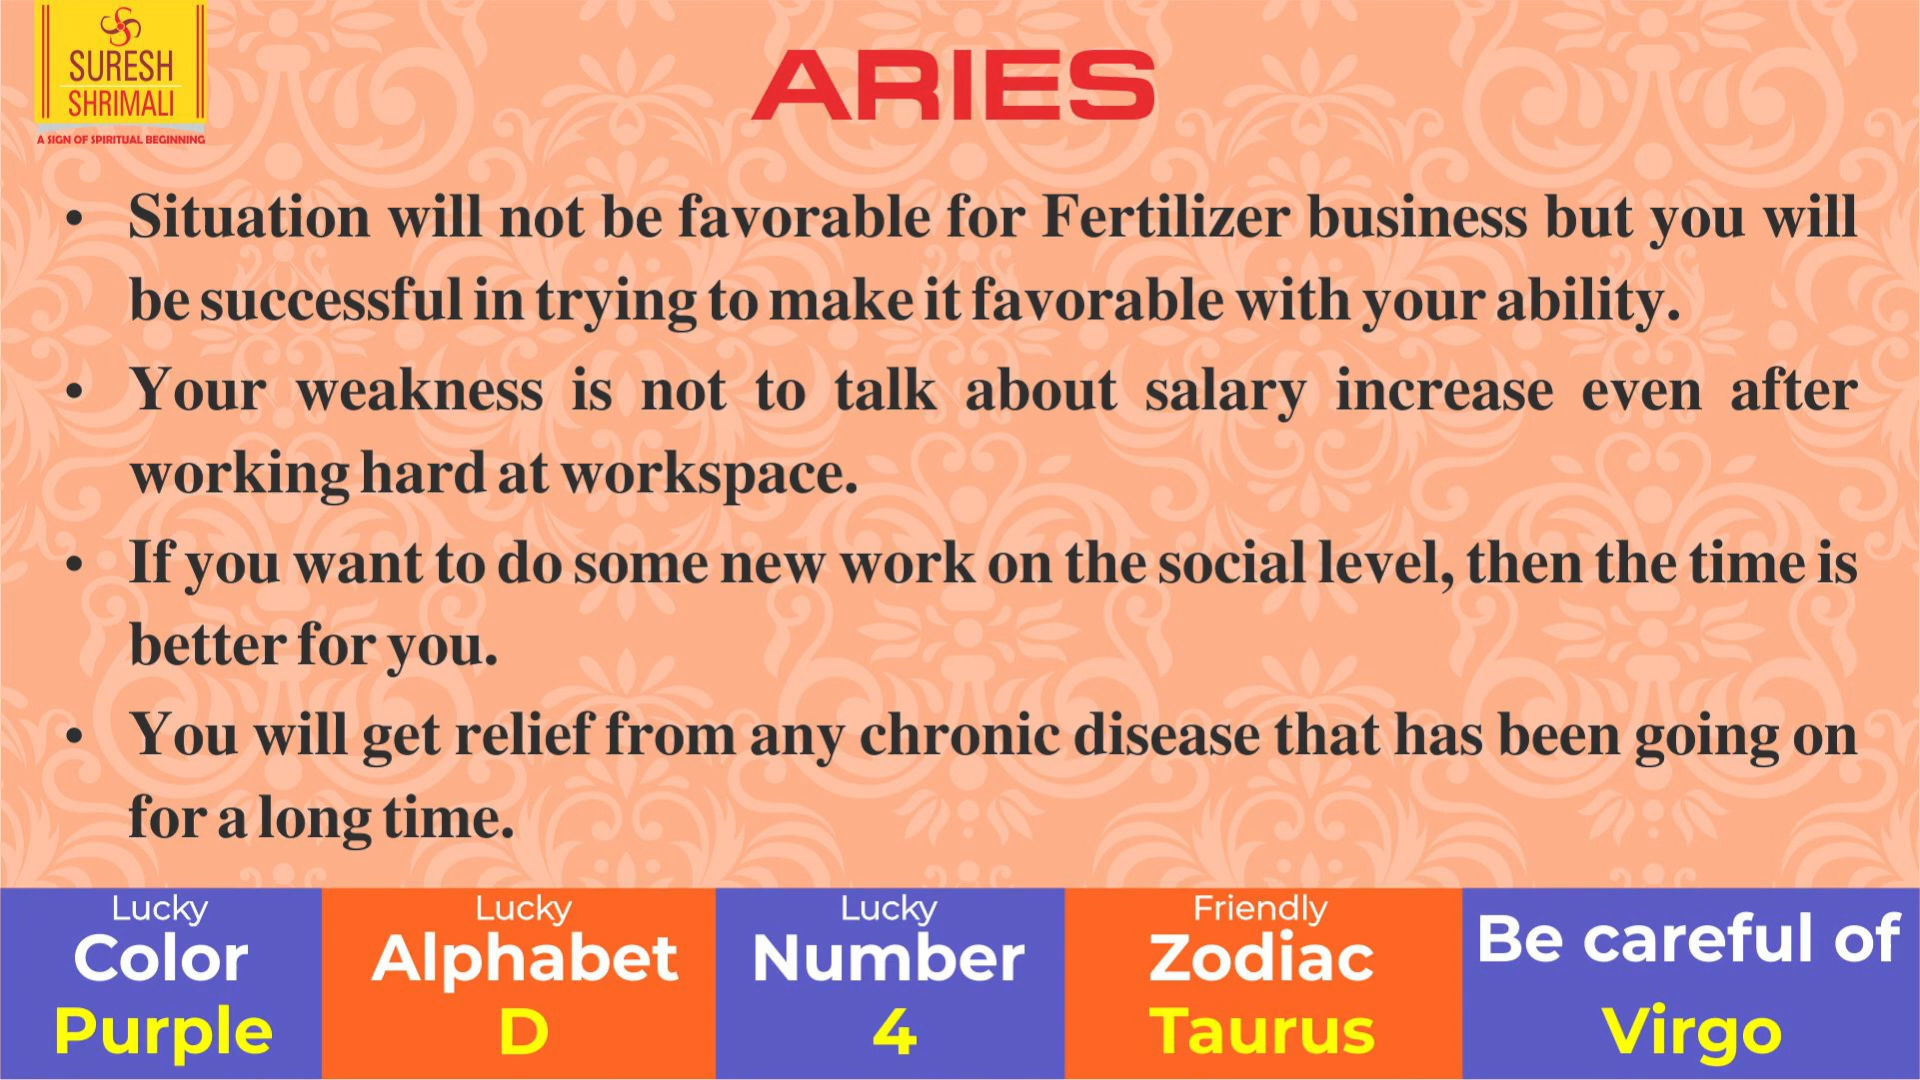 SURESH
SHRIMALI
A SIGN OF SPIRITUAL BEGINNING
ARIES
• Situation will not be favorable for Fertilizer business but you will
be successful in trying to make it favorable with your ability.
• Your weakness is not to talk about salary increase even after
working hard at workspace.
• If you want to do some new work on the social level, then the time is
better for you.
• You will get relief from any chronic disease that has been going on
for a long time.
Lucky
Color
Purple
Lucky
Alphabet
D
Lucky
Number
4
Friendly
Zodiac
Taurus
Be careful of
Virgo